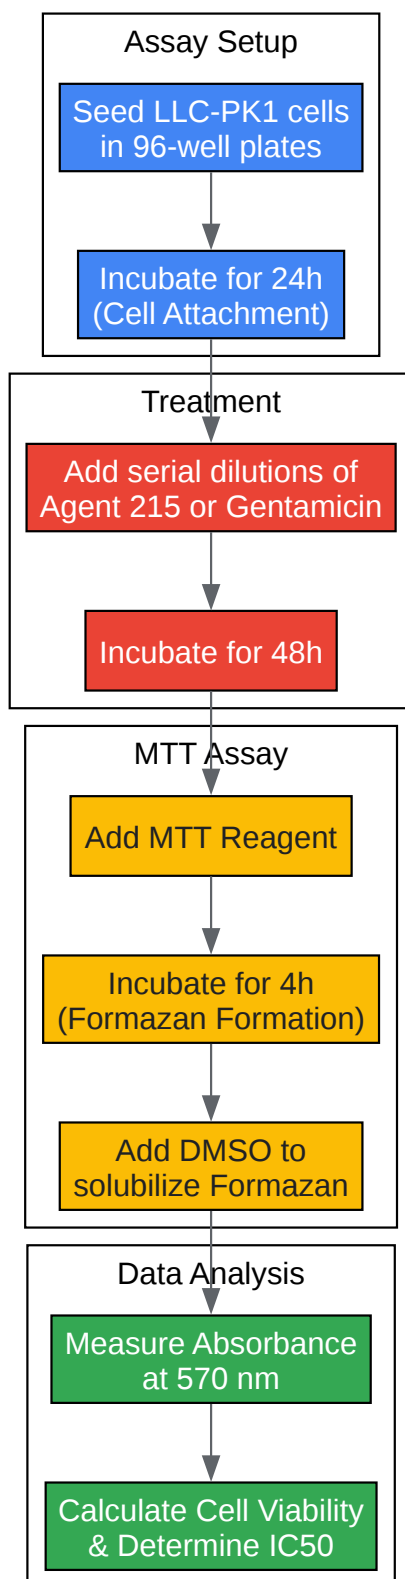 Assay Setup
Seed LLC-PK1 cells
in 96-well plates
Incubate for 24h
(Cell Attachment)
Treatment
Add serial dilutions of
Agent 215 or Gentamicin
Incubate for 48h
MTT Assay
Add MTT Reagent
Incubate for 4h
(Formazan Formation)
Add DMSO to
solubilize Formazan
Data Analysis
Measure Absorbance
at 570 nm
Calculate Cell Viability
& Determine IC50